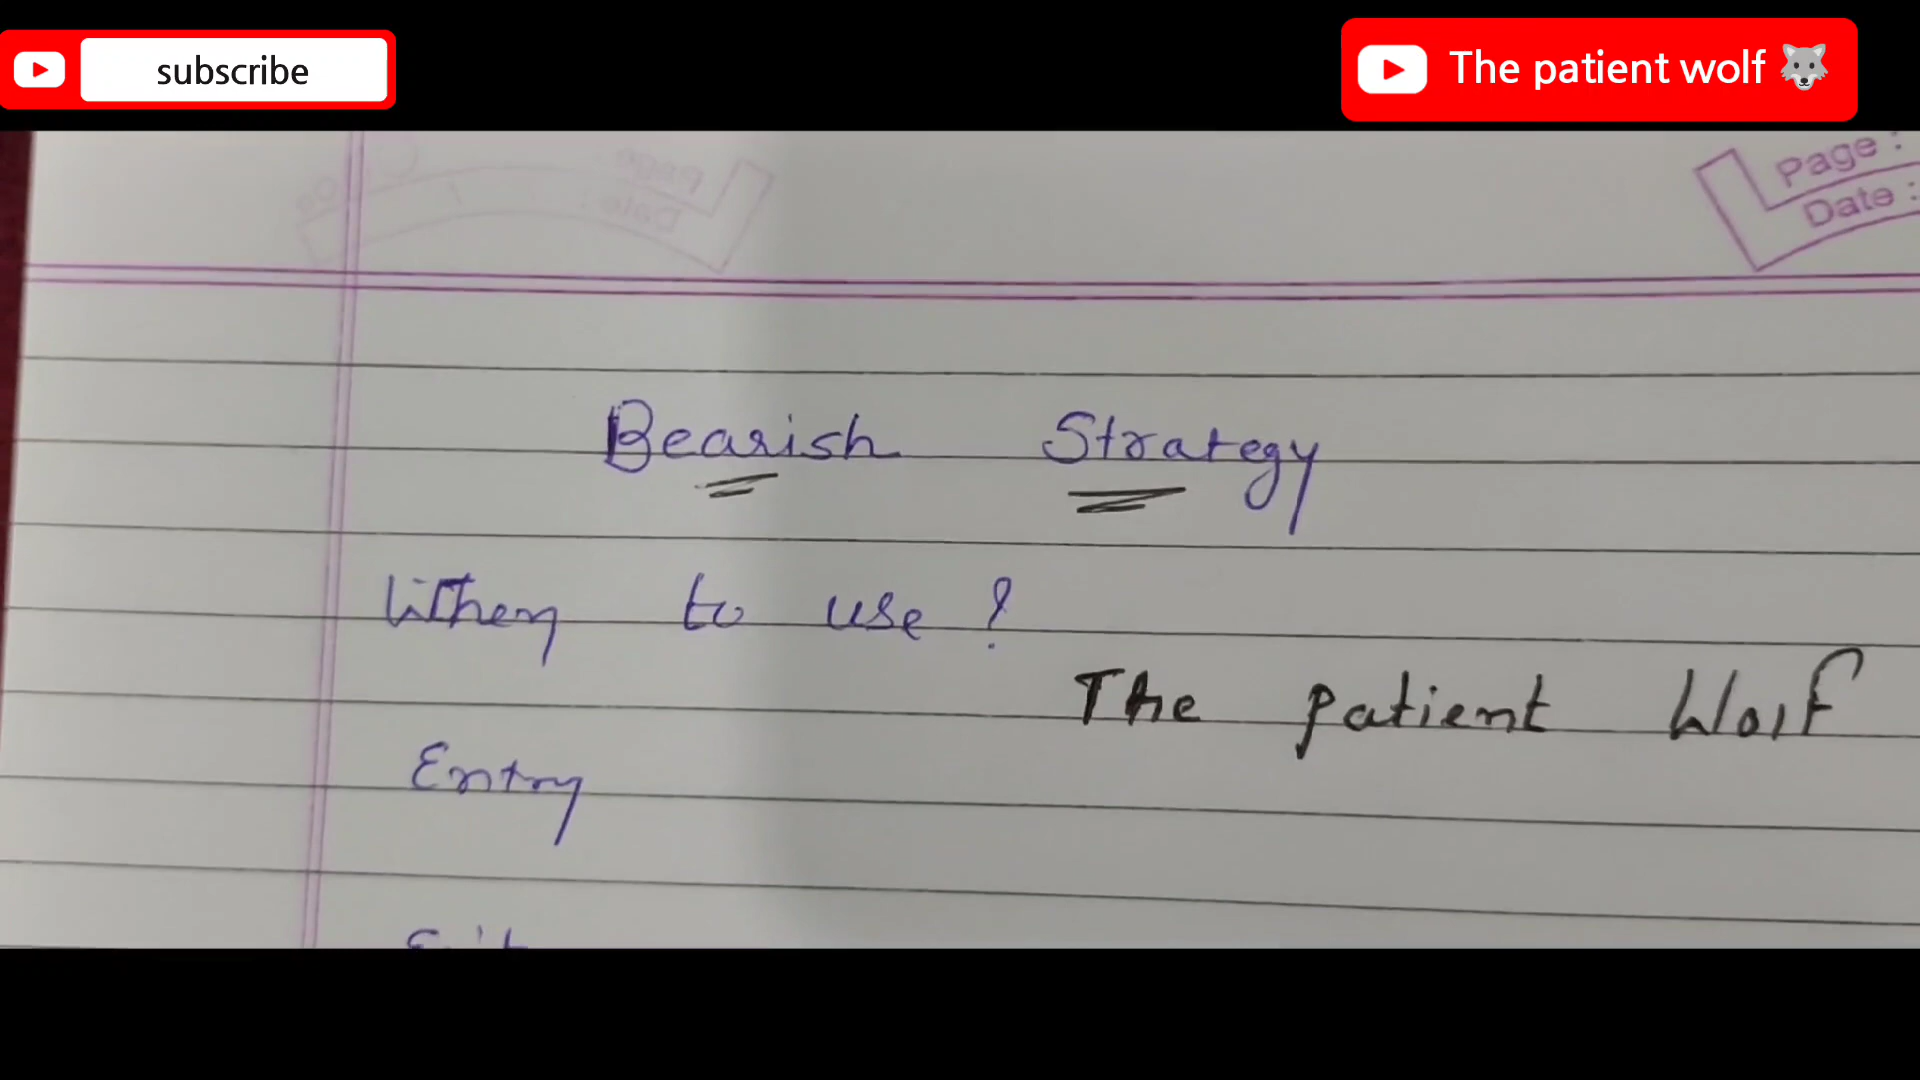 subscribe
The patient wolf 🐺
Page :
Date :
Bearish Strategy
When to use ?
The patient Wolf
Entry